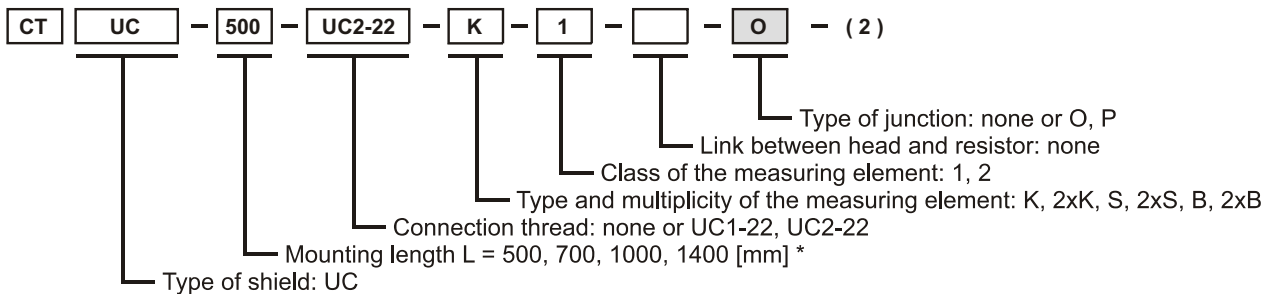 CT UC - 500 - UC2-22 - K - 1 - - O - (2)
Type of junction: none or O, P
Link between head and resistor: none
Class of the measuring element: 1, 2
Type and multiplicity of the measuring element: K, 2xK, S, 2xS, B, 2xB
Connection thread: none or UC1-22, UC2-22
Mounting length L = 500, 700, 1000, 1400 [mm] *
Type of shield: UC